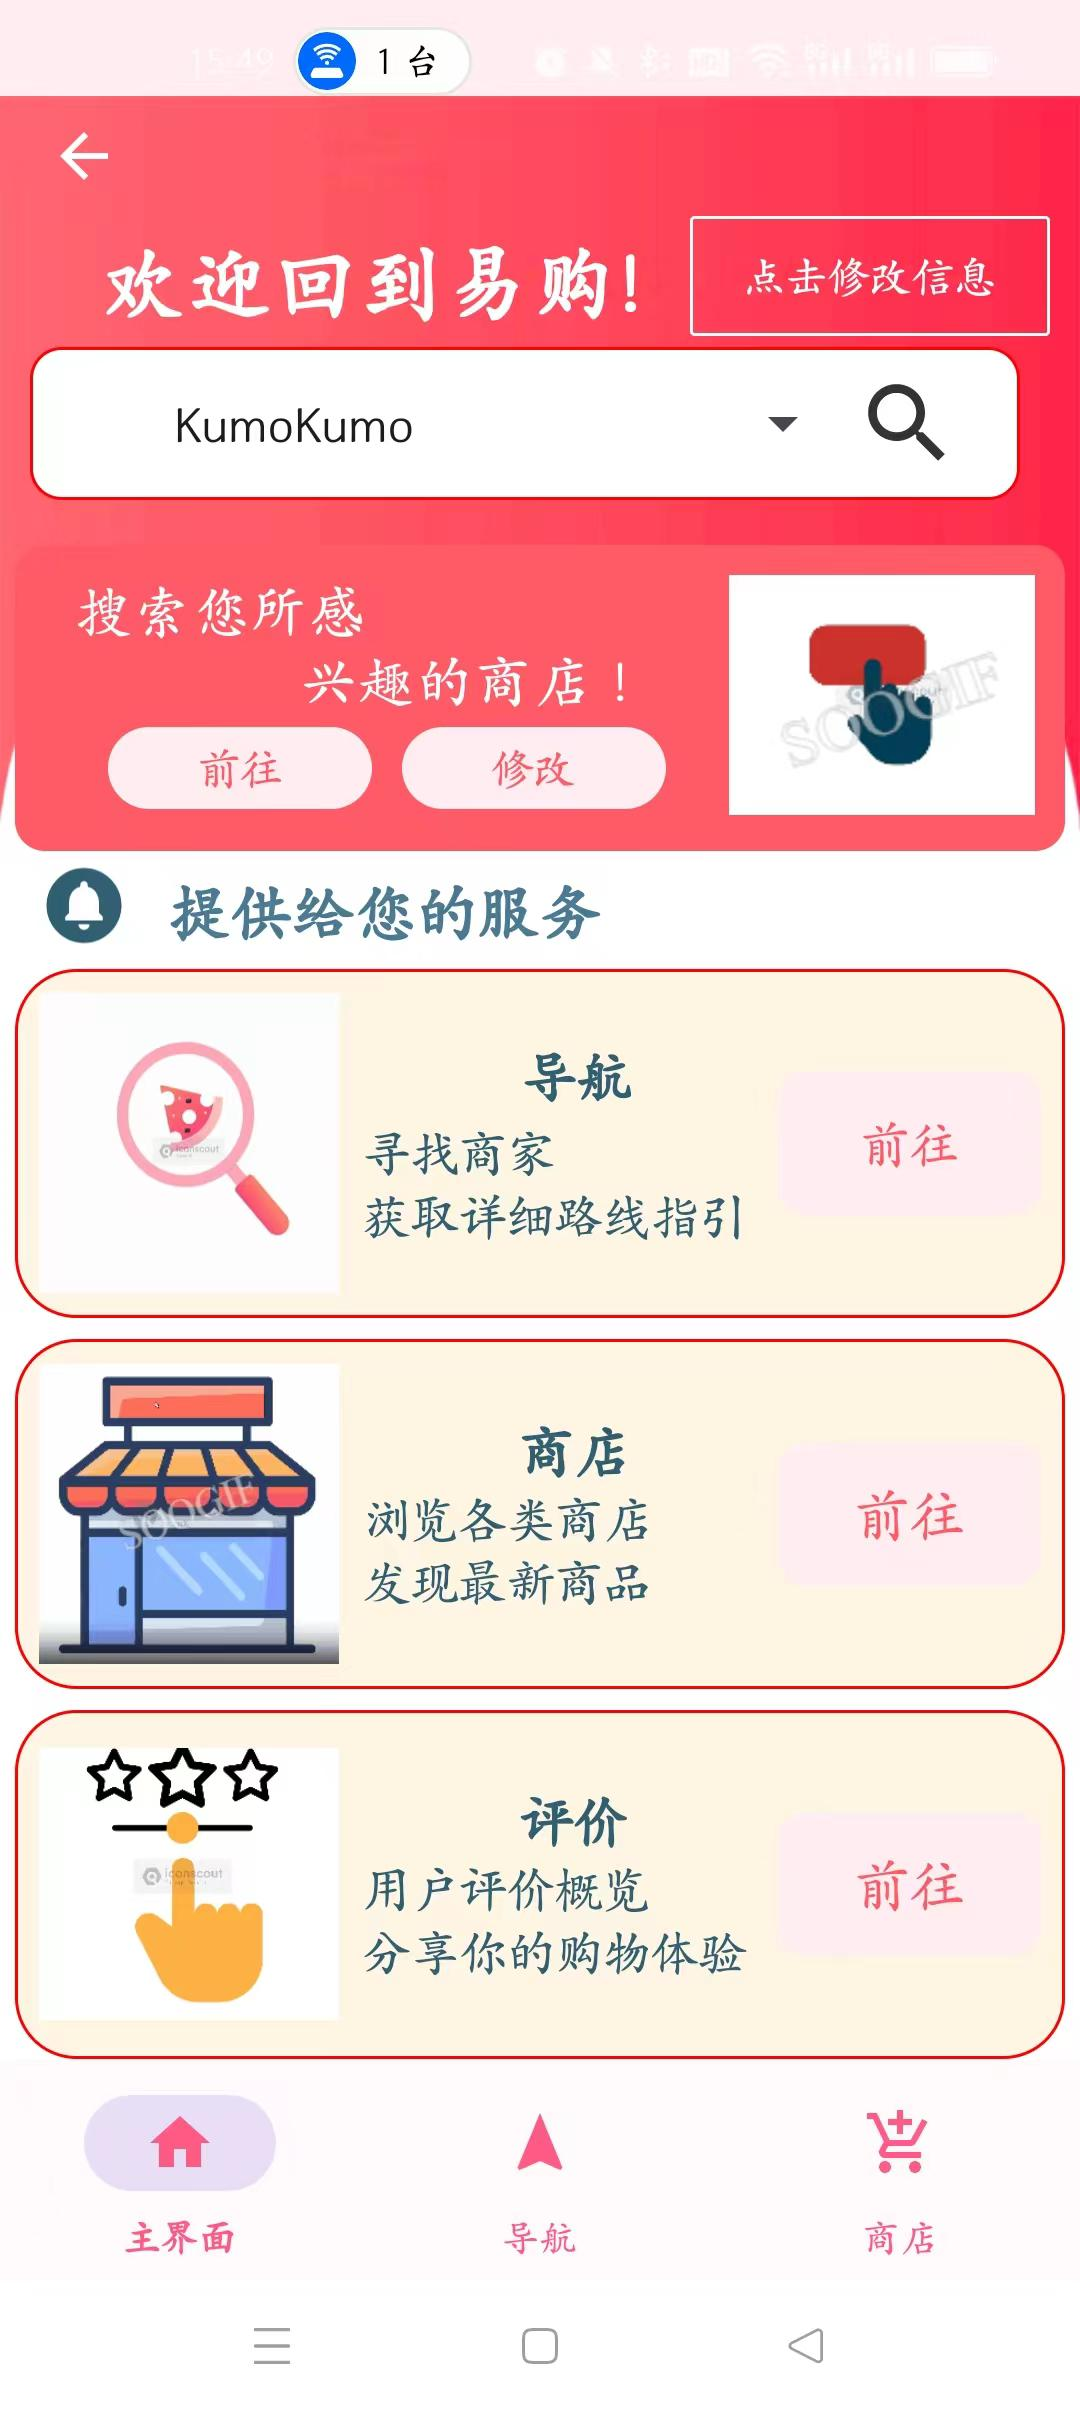 15:49
1 台
欢迎回到易购!
点击修改信息
KumoKumo
搜索您所感
兴趣的商店！
SOOGIF
前往
修改
提供给您的服务
iconscout
导航
寻找商家
获取详细路线指引
前往
SOOGIF
商店
浏览各类商店
发现最新商品
前往
iconscout
评价
用户评价概览
分享你的购物体验
前往
主界面
导航
商店